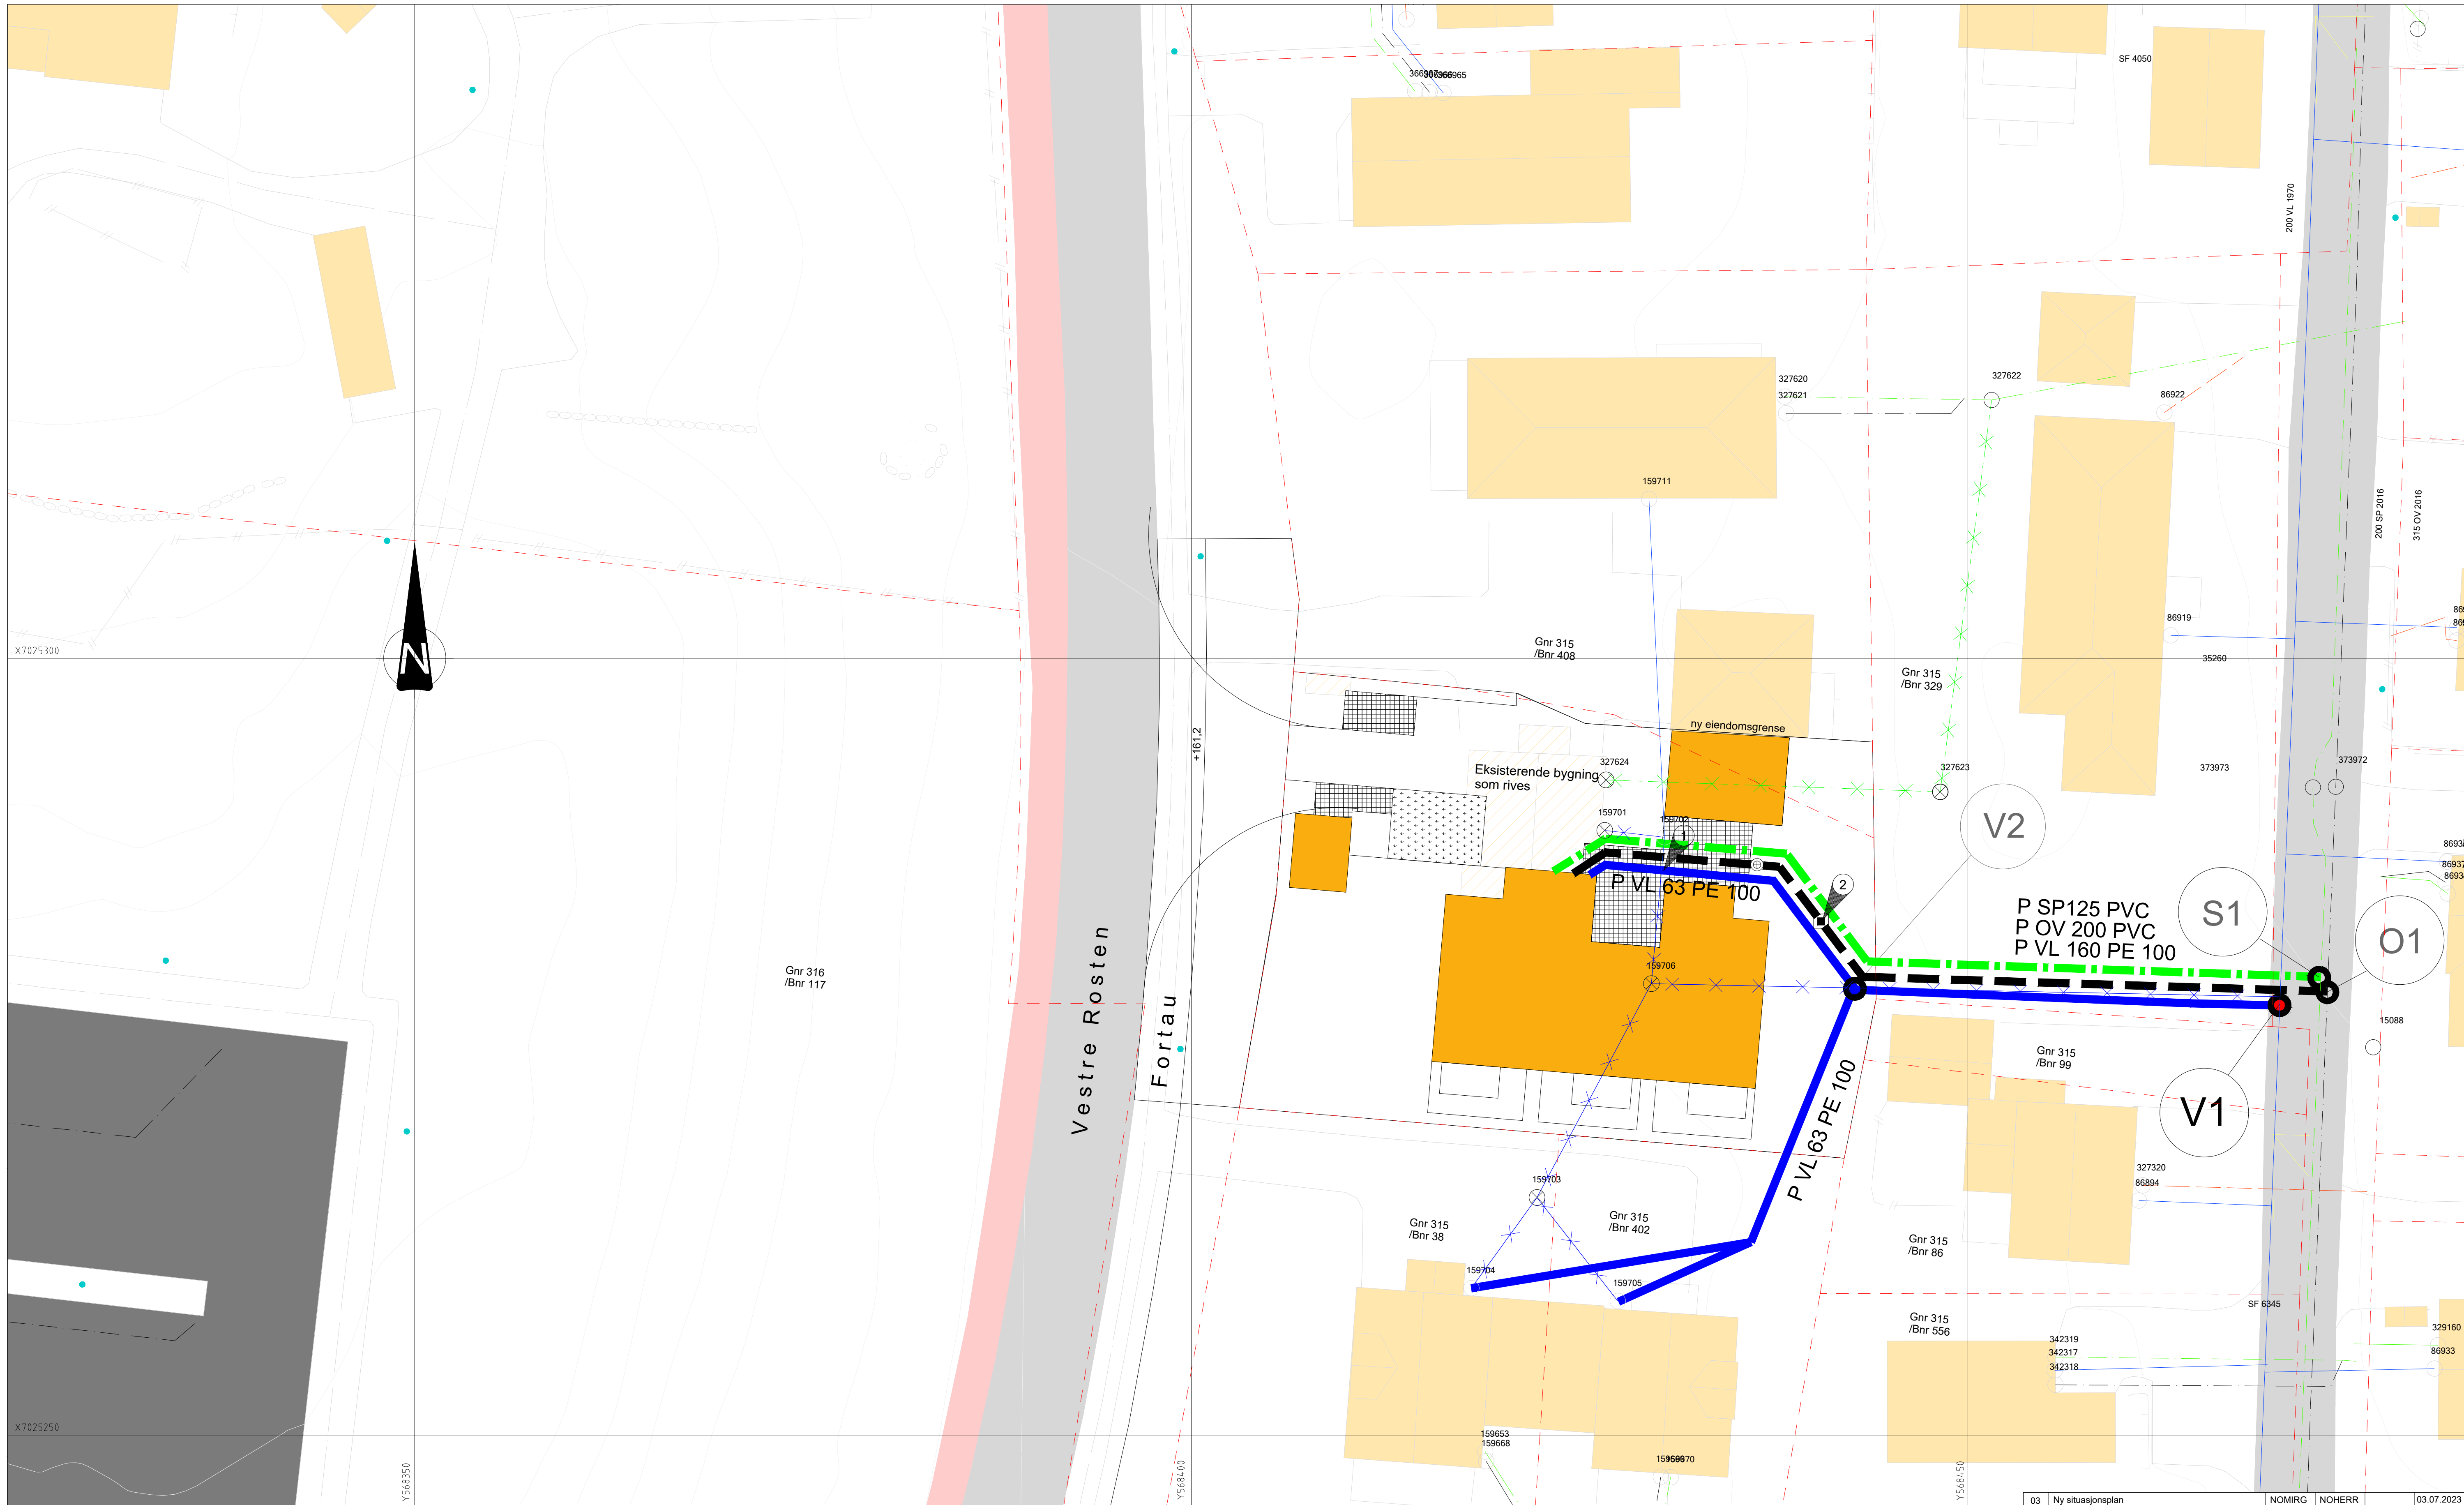 SF 4050
366965
200 VL 1970
327620
327621
327622
86922
159711
200 SP 2016
315 OV 2016
86919
Gnr 315
/Bnr 408
X7025300
N
35260
Gnr 315
/Bnr 329
ny eiendomsgrense
+161,2
327624
Eksisterende bygning
som rives
327623
373973
373972
159701
159702
1
V2
P VL 63 PE 100
2
P SP125 PVC
P OV 200 PVC
P VL 160 PE 100
S1
O1
86937
Vestre Rosten
Fortau
Gnr 316
/Bnr 117
159706
15088
Gnr 315
/Bnr 99
V1
P VL 63 PE 100
327320
86894
159703
Gnr 315
/Bnr 38
Gnr 315
/Bnr 402
Gnr 315
/Bnr 86
159704
159705
SF 6345
Gnr 315
/Bnr 556
342319
342317
342318
329160
86933
X7025250
159653
159668
Y568350
Y568400
Y568450
03 Ny situasjonsplan NOMIRG NOHERR 03.07.2023